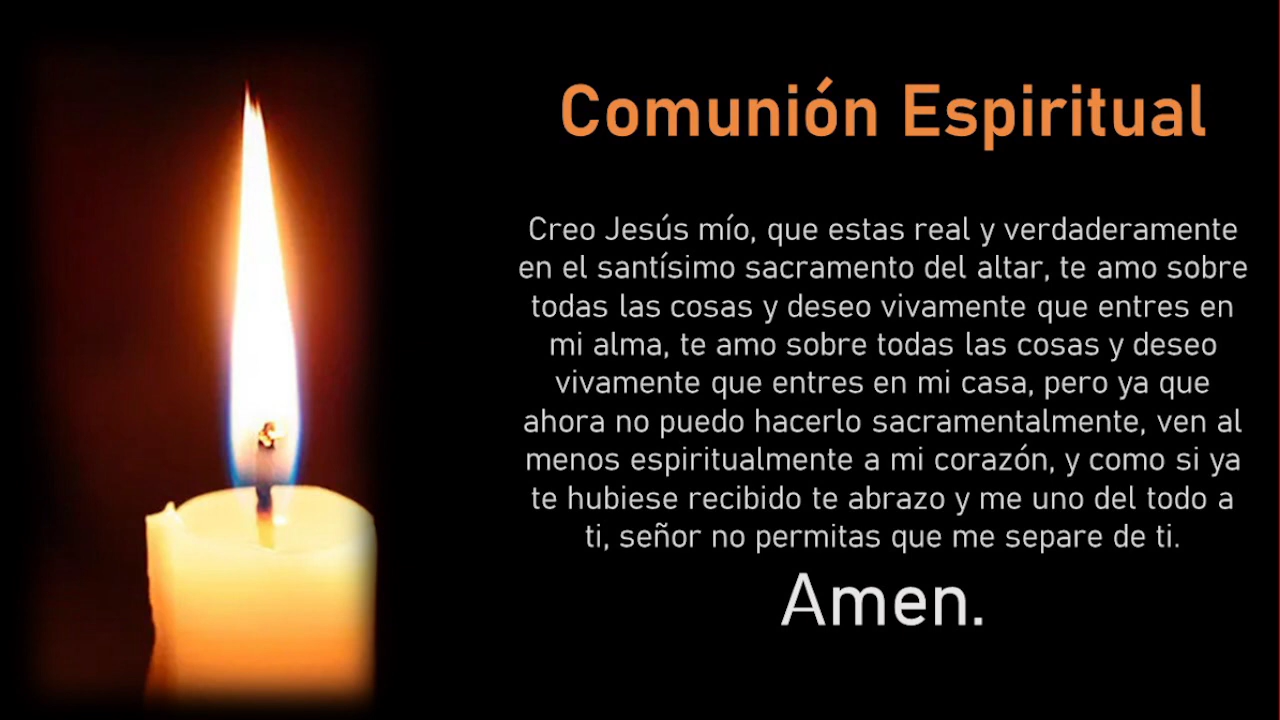 Comunión Espiritual
Creo Jesús mío, que estas real y verdaderamente
en el santísimo sacramento del altar, te amo sobre
todas las cosas y deseo vivamente que entres en
mi alma, te amo sobre todas las cosas y deseo
vivamente que entres en mi casa, pero ya que
ahora no puedo hacerlo sacramentalmente, ven al
menos espiritualmente a mi corazón, y como si ya
te hubiese recibido te abrazo y me uno del todo a
ti, señor no permitas que me separe de ti.
Amen.